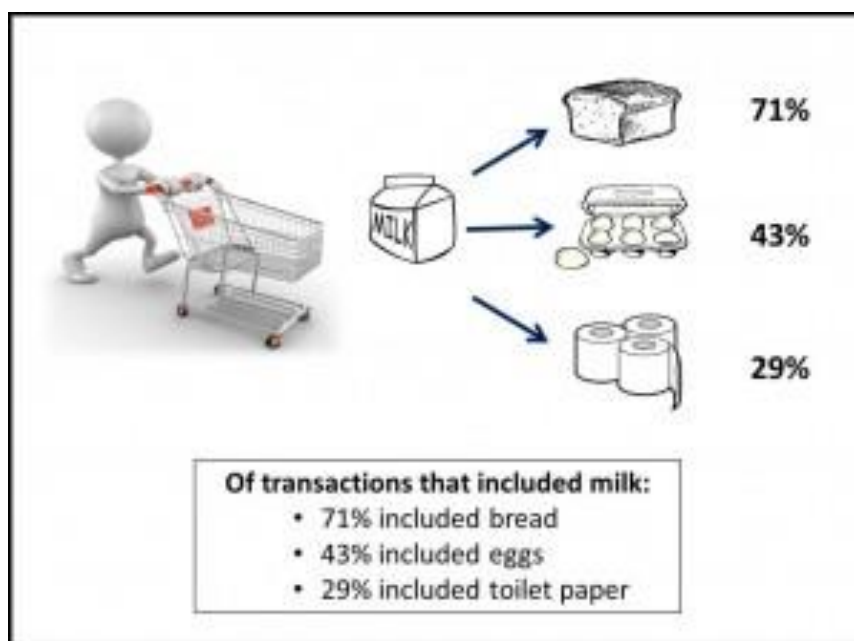 71%
MILK
43%
29%
Of transactions that included milk:
• 71% included bread
• 43% included eggs
• 29% included toilet paper